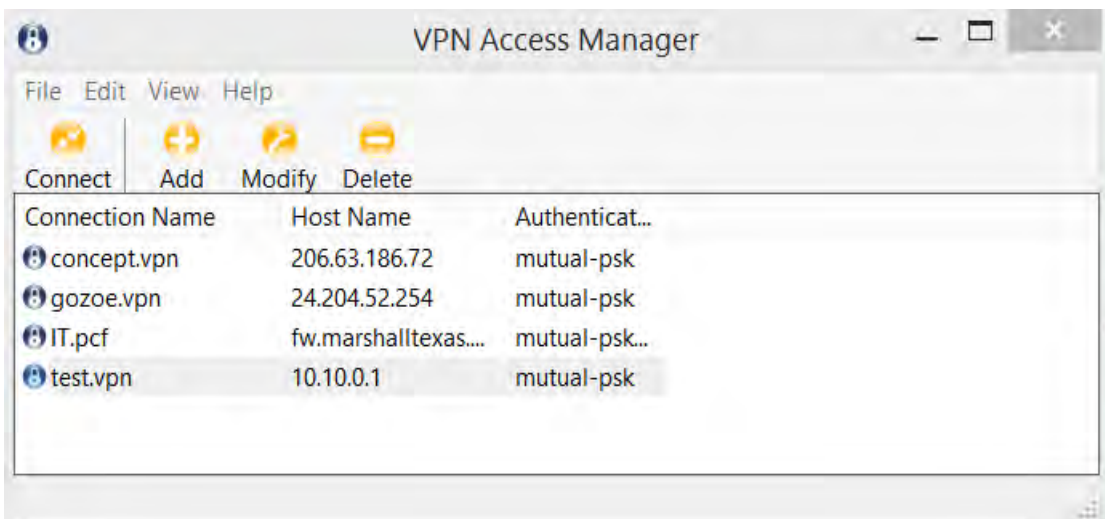 VPN Access Manager
File Edit View Help
Connect Add Modify Delete
Connection Name Host Name Authenticat...
concept.vpn 206.63.186.72 mutual-psk
gozoe.vpn 24.204.52.254 mutual-psk
IT.pcf fw.marshalltexas.... mutual-psk...
test.vpn 10.10.0.1 mutual-psk